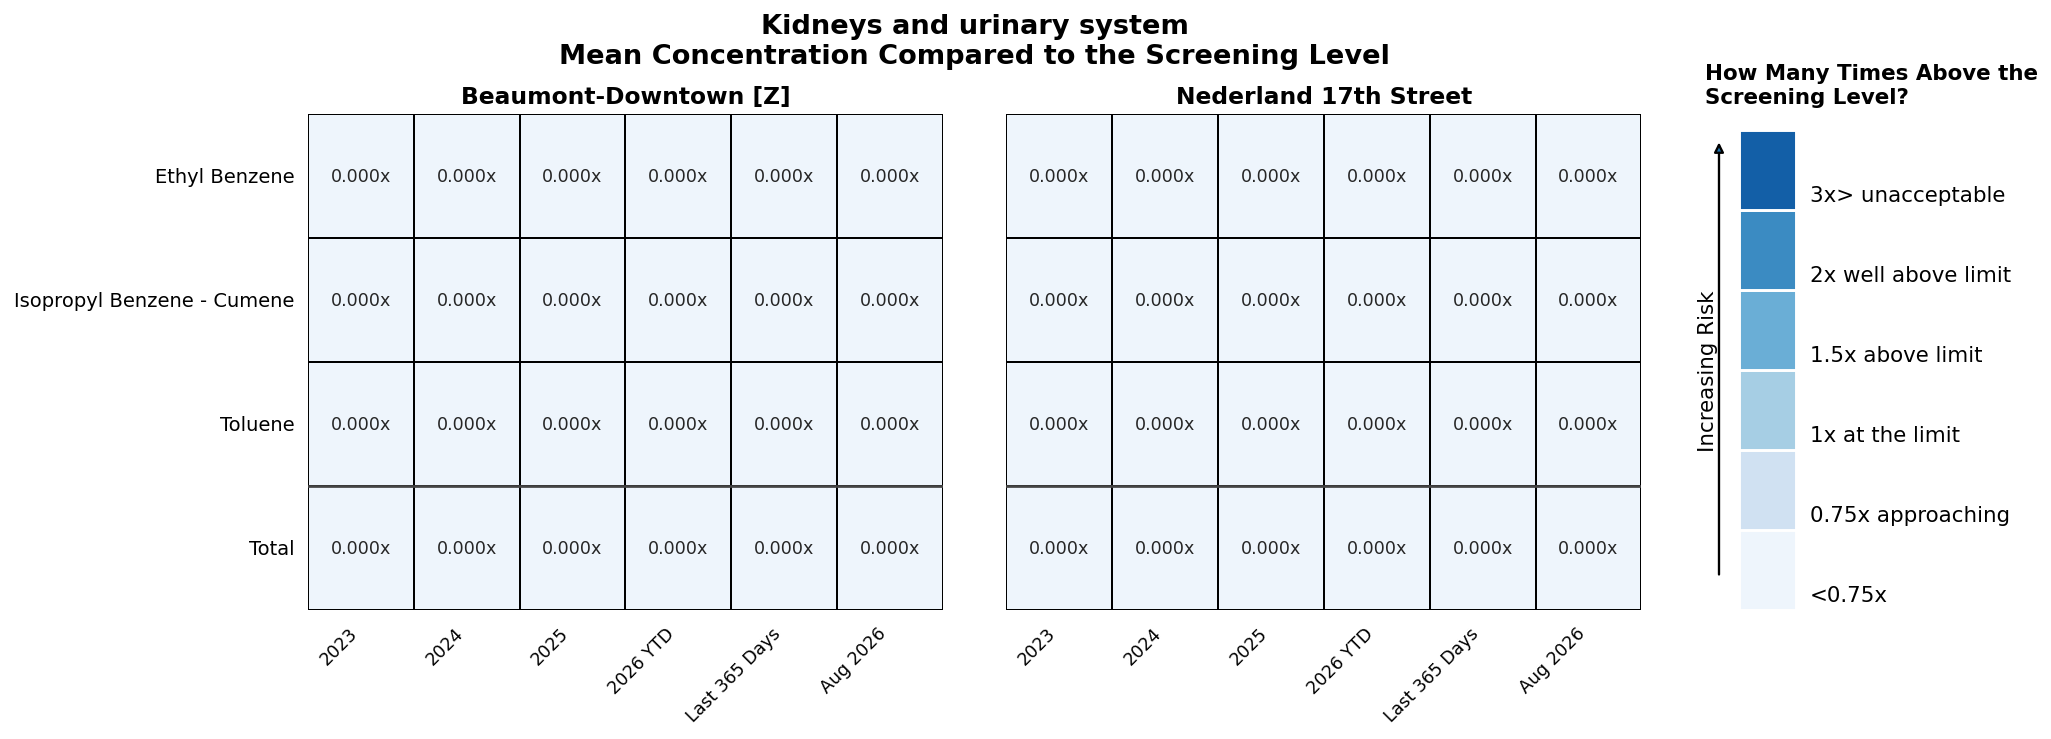 Kidneys and urinary system
Mean Concentration Compared to the Screening Level
Beaumont-Downtown [Z]
Nederland 17th Street
Ethyl Benzene 0.000x 0.000x 0.000x 0.000x 0.000x 0.000x 0.000x 0.000x 0.000x 0.000x 0.000x 0.000x
Isopropyl Benzene - Cumene 0.000x 0.000x 0.000x 0.000x 0.000x 0.000x 0.000x 0.000x 0.000x 0.000x 0.000x 0.000x
Toluene 0.000x 0.000x 0.000x 0.000x 0.000x 0.000x 0.000x 0.000x 0.000x 0.000x 0.000x 0.000x
Total 0.000x 0.000x 0.000x 0.000x 0.000x 0.000x 0.000x 0.000x 0.000x 0.000x 0.000x 0.000x
2023 2024 2025 2026 YTD Last 365 Days Aug 2026 2023 2024 2025 2026 YTD Last 365 Days Aug 2026
How Many Times Above the
Screening Level?
Increasing Risk
3x> unacceptable
2x well above limit
1.5x above limit
1x at the limit
0.75x approaching
<0.75x